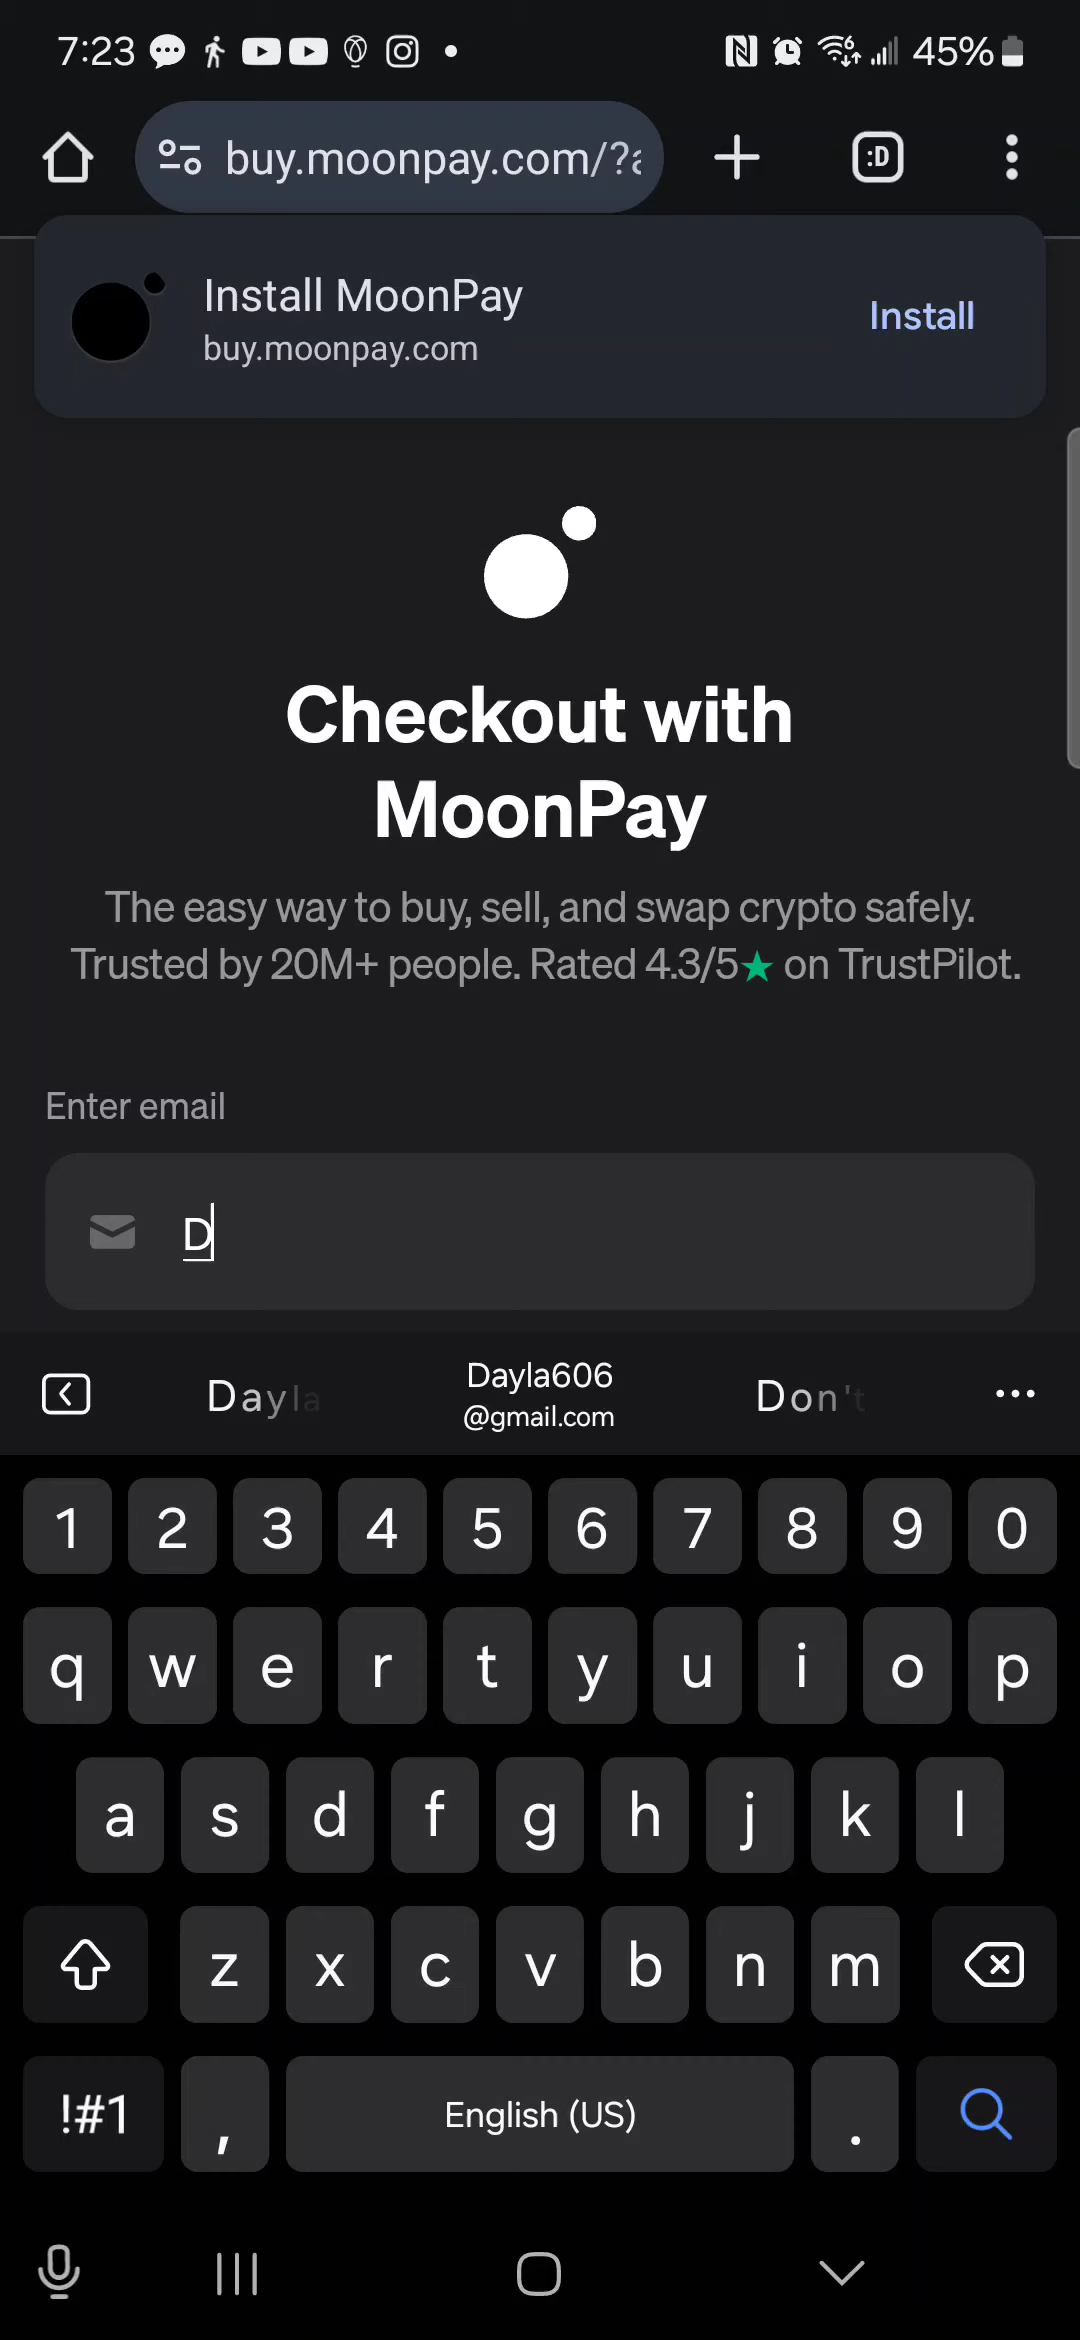 7:23
45%
buy.moonpay.com/?a
:D
Install MoonPay
buy.moonpay.com
Install
Checkout with
MoonPay
The easy way to buy, sell, and swap crypto safely.
Trusted by 20M+ people. Rated 4.3/5★ on TrustPilot.
Enter email
D
Dayla
Dayla606
@gmail.com
Don't
1 2 3 4 5 6 7 8 9 0
q w e r t y u i o p
a s d f g h j k l
z x c v b n m
!#1 , English (US) .